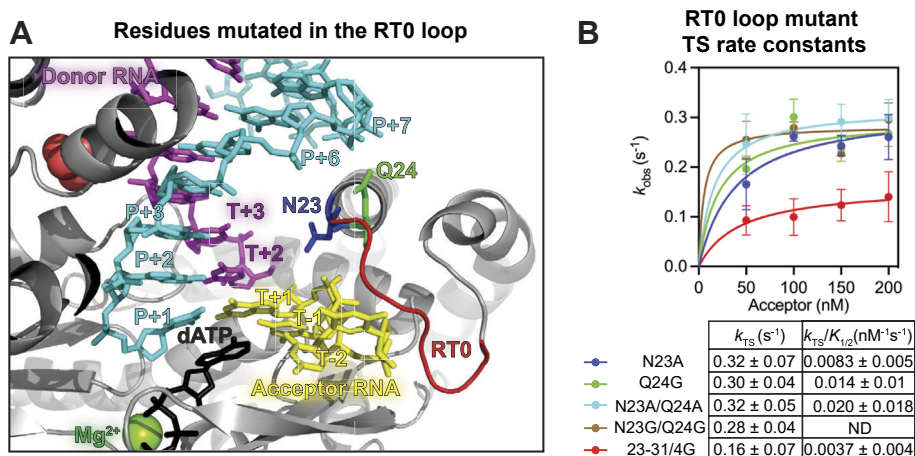 A
Residues mutated in the RT0 loop
Donor RNA
P+7
P+6
Q24
N23
P+3
T+3
P+2
T+2
P+1
T+1
T-1
dATP
T-2
RT0
Acceptor RNA
Mg²⁺
B
RT0 loop mutant
TS rate constants
0.4
0.3
0.2
0.1
0.0
k_obs (s⁻¹)
0 50 100 150 200
Acceptor (nM)
k_TS (s⁻¹) k_TS/K_1/2(nM⁻¹s⁻¹)
N23A 0.32 ± 0.07 0.0083 ± 0.005
Q24G 0.30 ± 0.04 0.014 ± 0.01
N23A/Q24A 0.32 ± 0.05 0.020 ± 0.018
N23G/Q24G 0.28 ± 0.04 ND
23-31/4G 0.16 ± 0.07 0.0037 ± 0.004